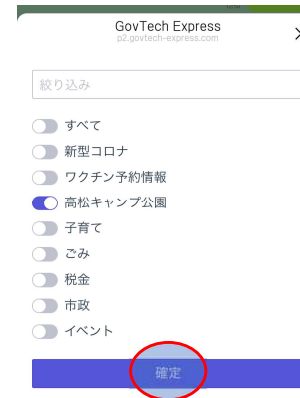 GovTech Express
p2.govtech-express.com
絞り込み
すべて
新型コロナ
ワクチン予約情報
高松キャンプ公園
子育て
ごみ
税金
市政
イベント
確定